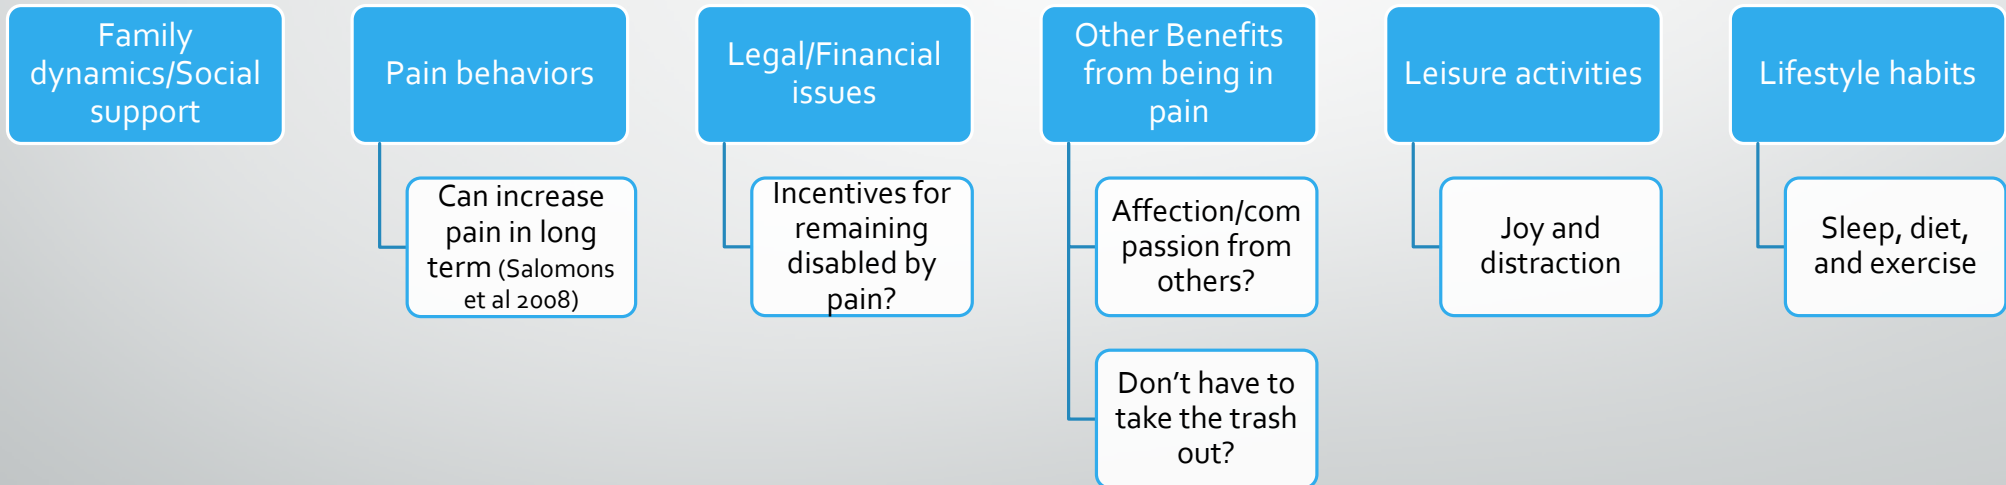 Family
dynamics/Social
support
Pain behaviors
Can increase
pain in long
term (Salomons
et al 2008)
Legal/Financial
issues
Incentives for
remaining
disabled by
pain?
Other Benefits
from being in
pain
Affection/com
passion from
others?
Don’t have to
take the trash
out?
Leisure activities
Joy and
distraction
Lifestyle habits
Sleep, diet,
and exercise